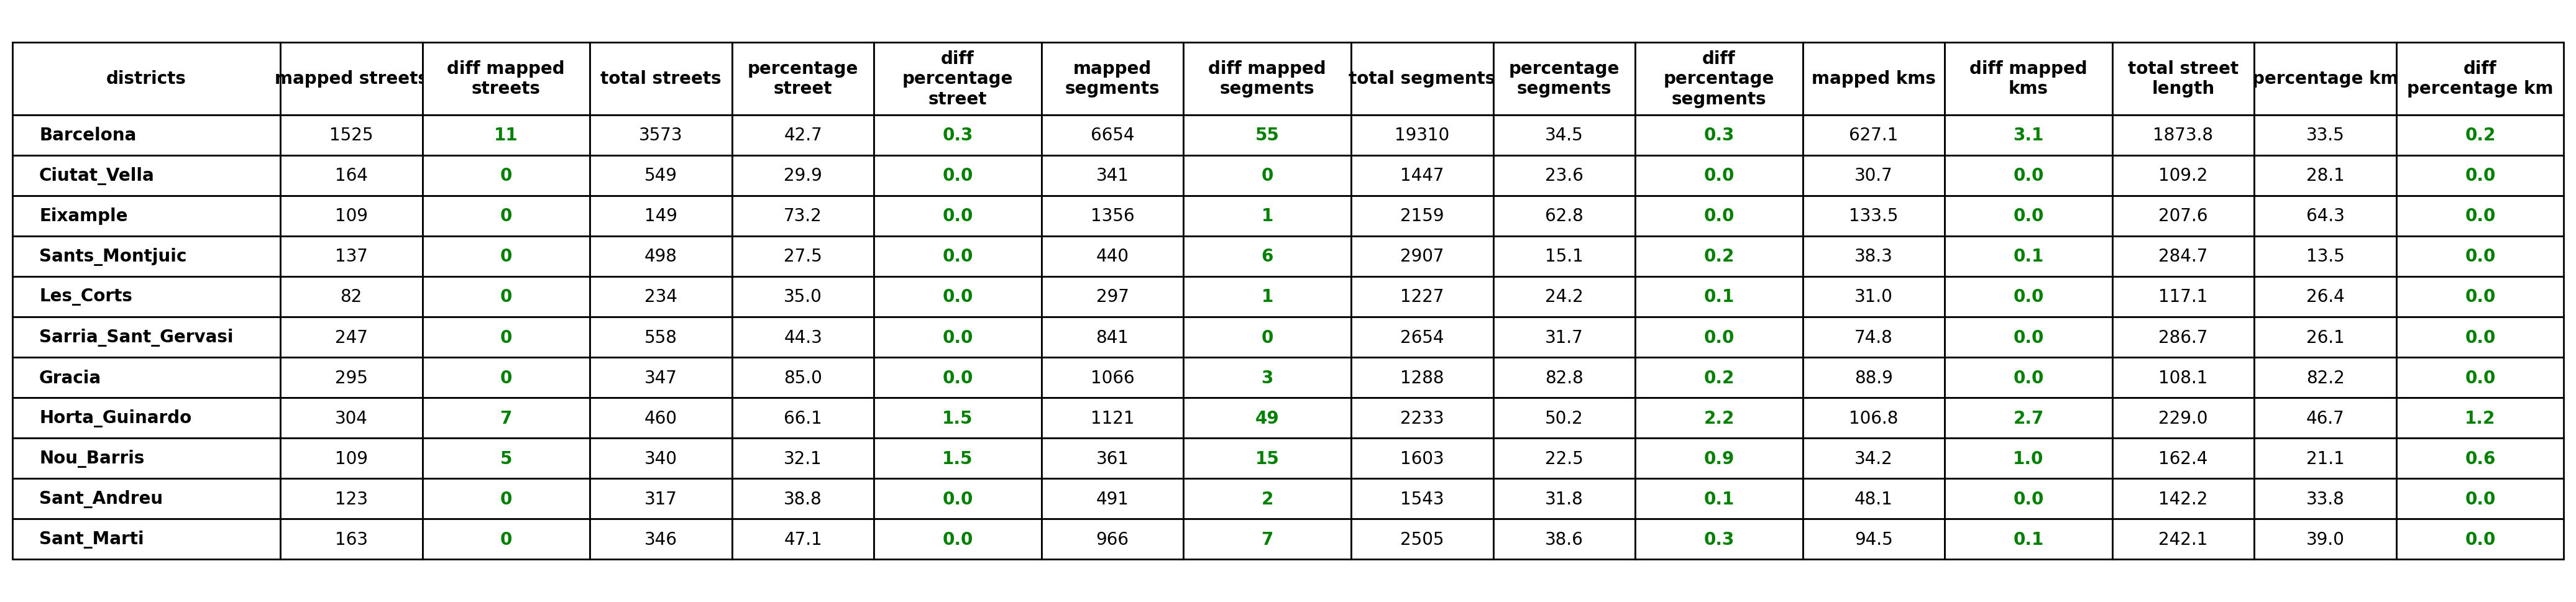 districts mapped streets diff mapped streets total streets percentage street diff percentage street mapped segments diff mapped segments total segments percentage segments diff percentage segments mapped kms diff mapped kms total street length percentage km diff percentage km
Barcelona 1525 11 3573 42.7 0.3 6654 55 19310 34.5 0.3 627.1 3.1 1873.8 33.5 0.2
Ciutat_Vella 164 0 549 29.9 0.0 341 0 1447 23.6 0.0 30.7 0.0 109.2 28.1 0.0
Eixample 109 0 149 73.2 0.0 1356 1 2159 62.8 0.0 133.5 0.0 207.6 64.3 0.0
Sants_Montjuic 137 0 498 27.5 0.0 440 6 2907 15.1 0.2 38.3 0.1 284.7 13.5 0.0
Les_Corts 82 0 234 35.0 0.0 297 1 1227 24.2 0.1 31.0 0.0 117.1 26.4 0.0
Sarria_Sant_Gervasi 247 0 558 44.3 0.0 841 0 2654 31.7 0.0 74.8 0.0 286.7 26.1 0.0
Gracia 295 0 347 85.0 0.0 1066 3 1288 82.8 0.2 88.9 0.0 108.1 82.2 0.0
Horta_Guinardo 304 7 460 66.1 1.5 1121 49 2233 50.2 2.2 106.8 2.7 229.0 46.7 1.2
Nou_Barris 109 5 340 32.1 1.5 361 15 1603 22.5 0.9 34.2 1.0 162.4 21.1 0.6
Sant_Andreu 123 0 317 38.8 0.0 491 2 1543 31.8 0.1 48.1 0.0 142.2 33.8 0.0
Sant_Marti 163 0 346 47.1 0.0 966 7 2505 38.6 0.3 94.5 0.1 242.1 39.0 0.0